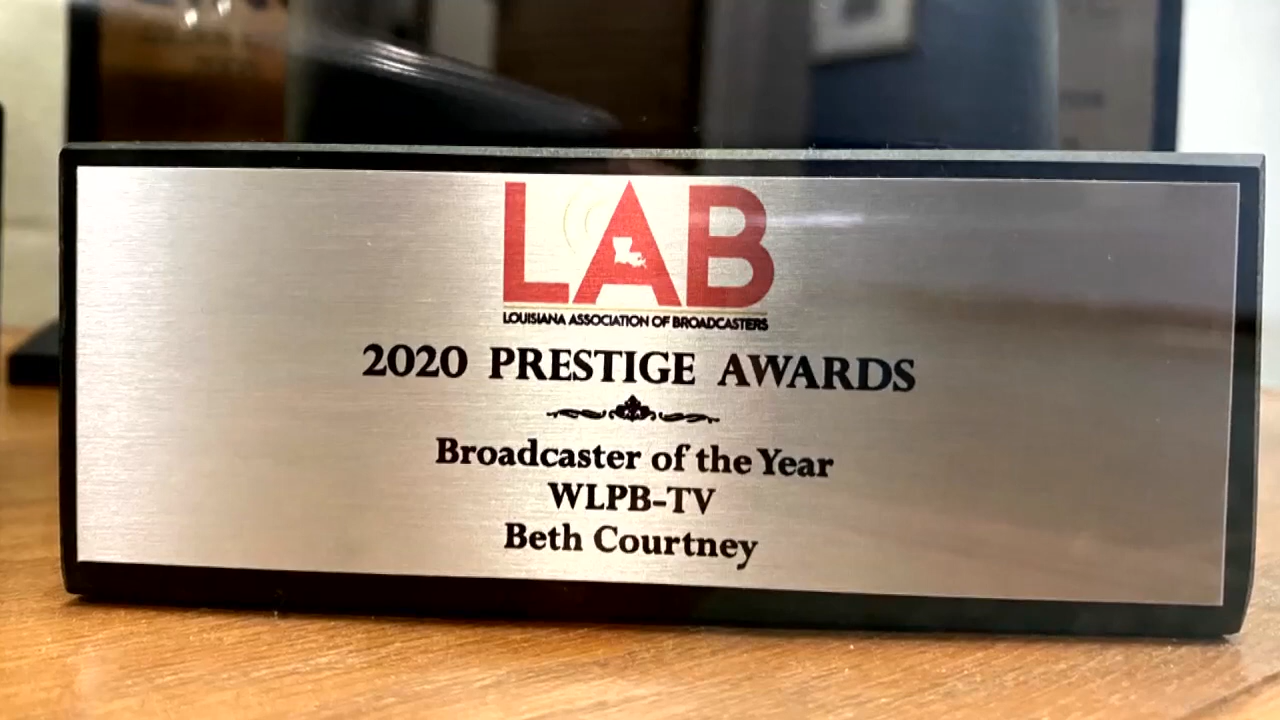 LAB
LOUISIANA ASSOCIATION OF BROADCASTERS
2020 PRESTIGE AWARDS
Broadcaster of the Year
WLPB-TV
Beth Courtney